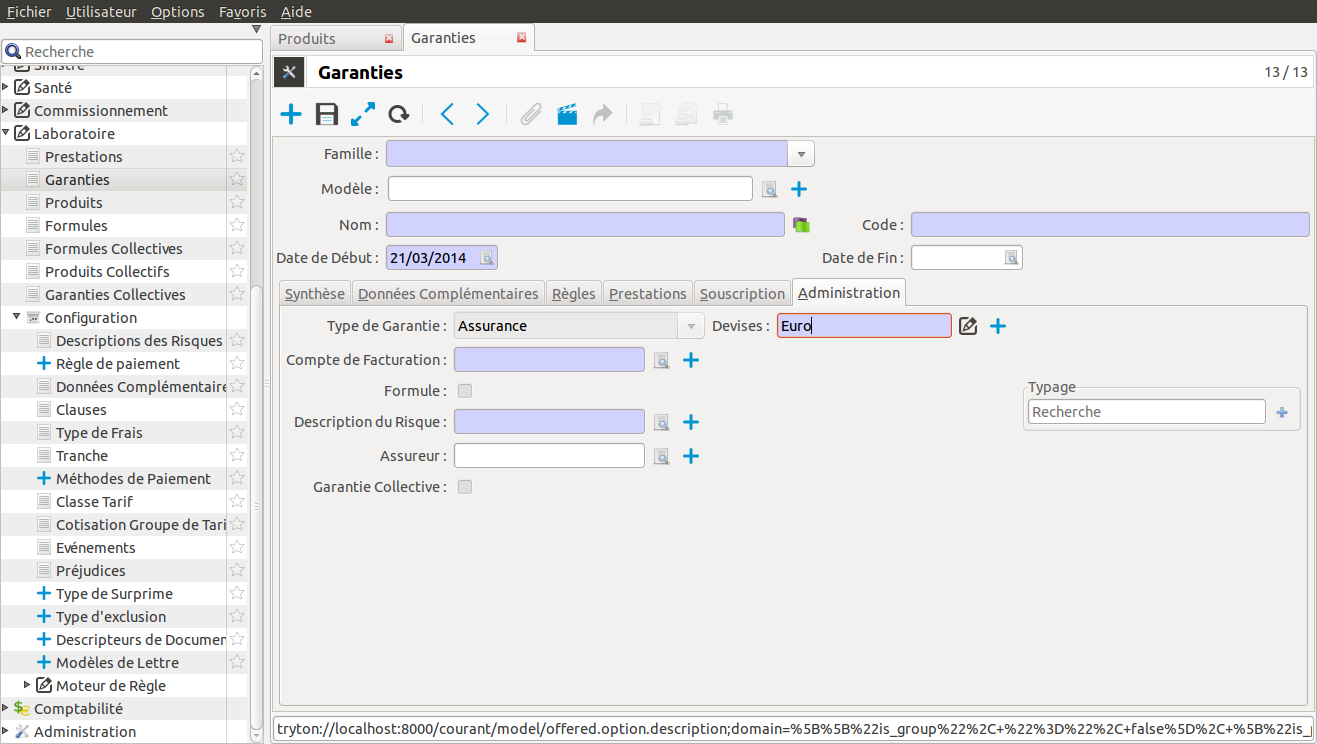 Fichier Utilisateur Options Favoris Aide
Recherche
Sinistre
Santé
Commissionnement
Laboratoire
Prestations
Garanties
Produits
Formules
Formules Collectives
Produits Collectifs
Garanties Collectives
Configuration
Descriptions des Risques
Règle de paiement
Données Complémentaire
Clauses
Type de Frais
Tranche
Méthodes de Paiement
Classe Tarif
Cotisation Groupe de Tari
Evénements
Préjudices
Type de Surprime
Type d'exclusion
Descripteurs de Documen
Modèles de Lettre
Moteur de Règle
Comptabilité
Administration
Produits Garanties
Garanties 13 / 13
Famille :
Modèle :
Nom : Code :
Date de Début : 21/03/2014 Date de Fin :
Synthèse Données Complémentaires Règles Prestations Souscription Administration
Type de Garantie : Assurance Devises : Euro
Compte de Facturation :
Formule :
Typage
Recherche
Description du Risque :
Assureur :
Garantie Collective :
tryton://localhost:8000/courant/model/offered.option.description;domain=%5B%5B%22is_group%22%2C+%22%3D%22%2C+false%5D%2C+%5B%22is_